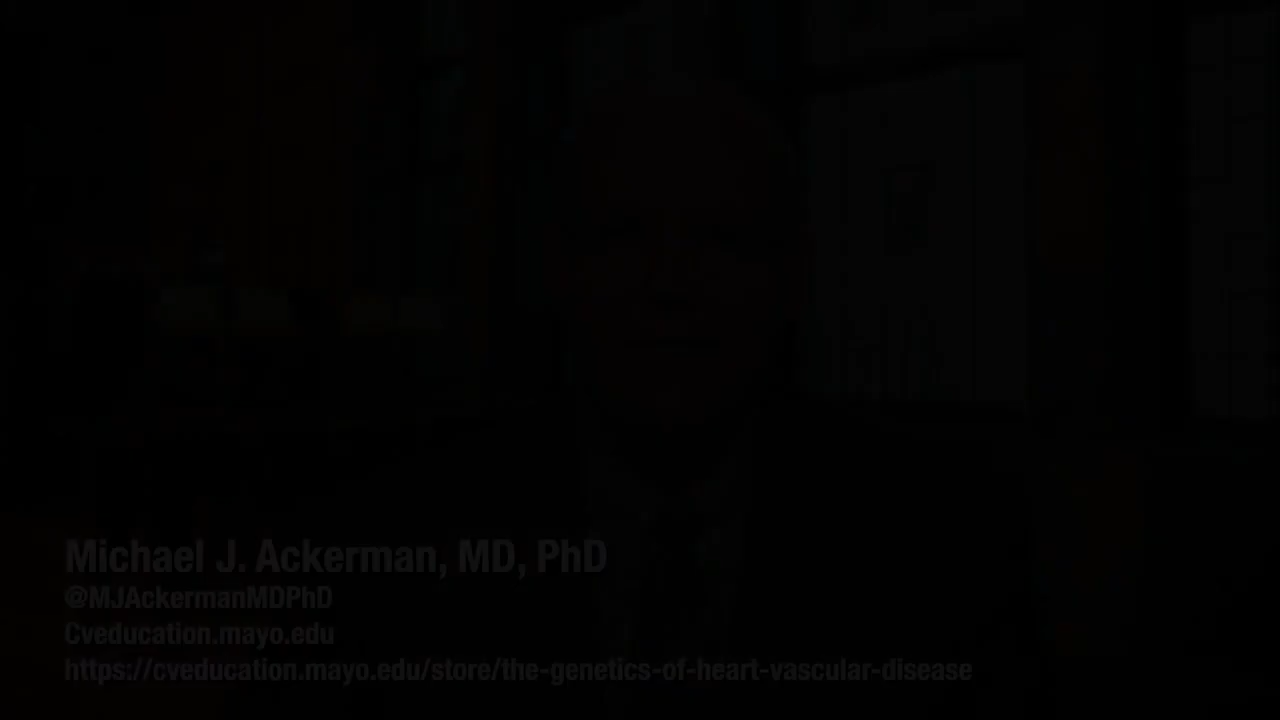 Michael J. Ackerman, MD, PhD
@MJAckermanMDPhD
Cveducation.mayo.edu
https://cveducation.mayo.edu/store/the-genetics-of-heart-vascular-disease